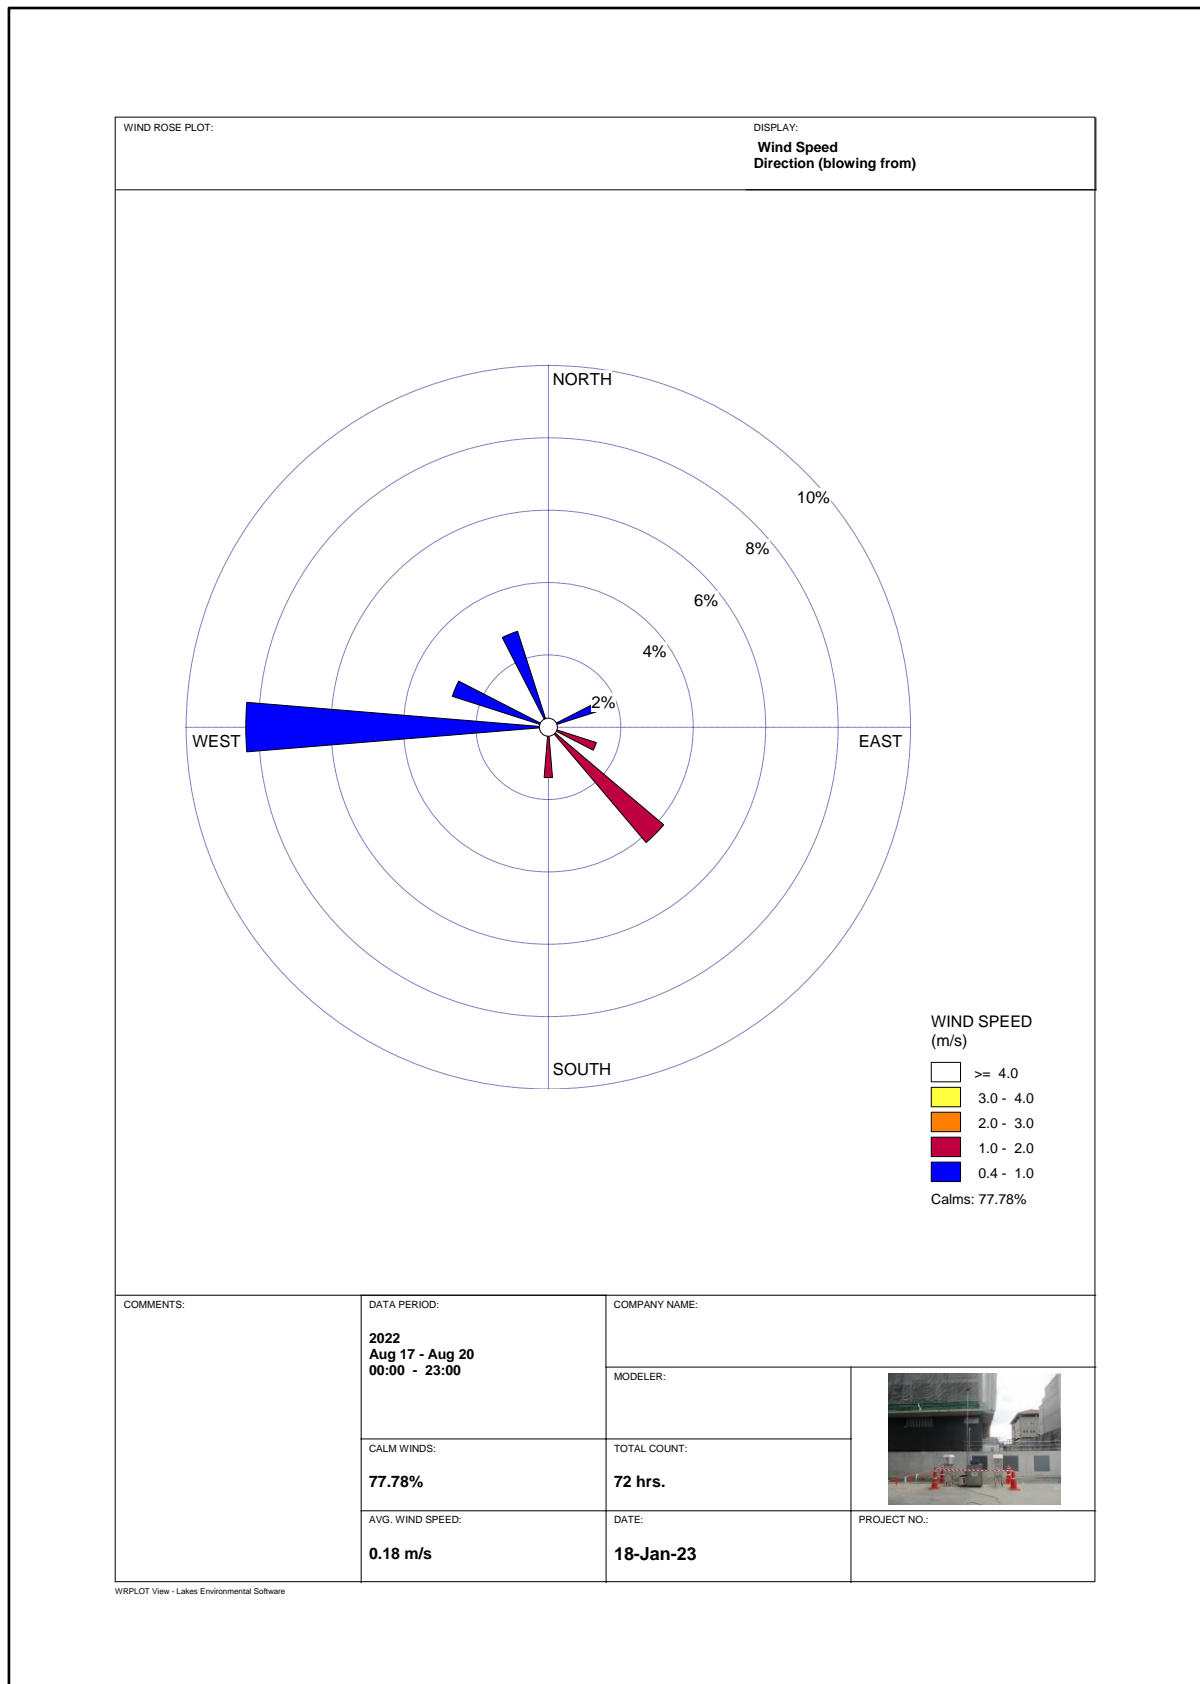 WIND ROSE PLOT:
DISPLAY:
Wind Speed
Direction (blowing from)
NORTH
10%
8%
6%
4%
2%
WEST
EAST
SOUTH
WIND SPEED
(m/s)
>= 4.0
3.0 - 4.0
2.0 - 3.0
1.0 - 2.0
0.4 - 1.0
Calms: 77.78%
COMMENTS:
DATA PERIOD:
2022
Aug 17 - Aug 20
00:00 - 23:00
COMPANY NAME:
MODELER:
CALM WINDS:
77.78%
TOTAL COUNT:
72 hrs.
AVG. WIND SPEED:
0.18 m/s
DATE:
18-Jan-23
PROJECT NO.:
WRPLOT View - Lakes Environmental Software